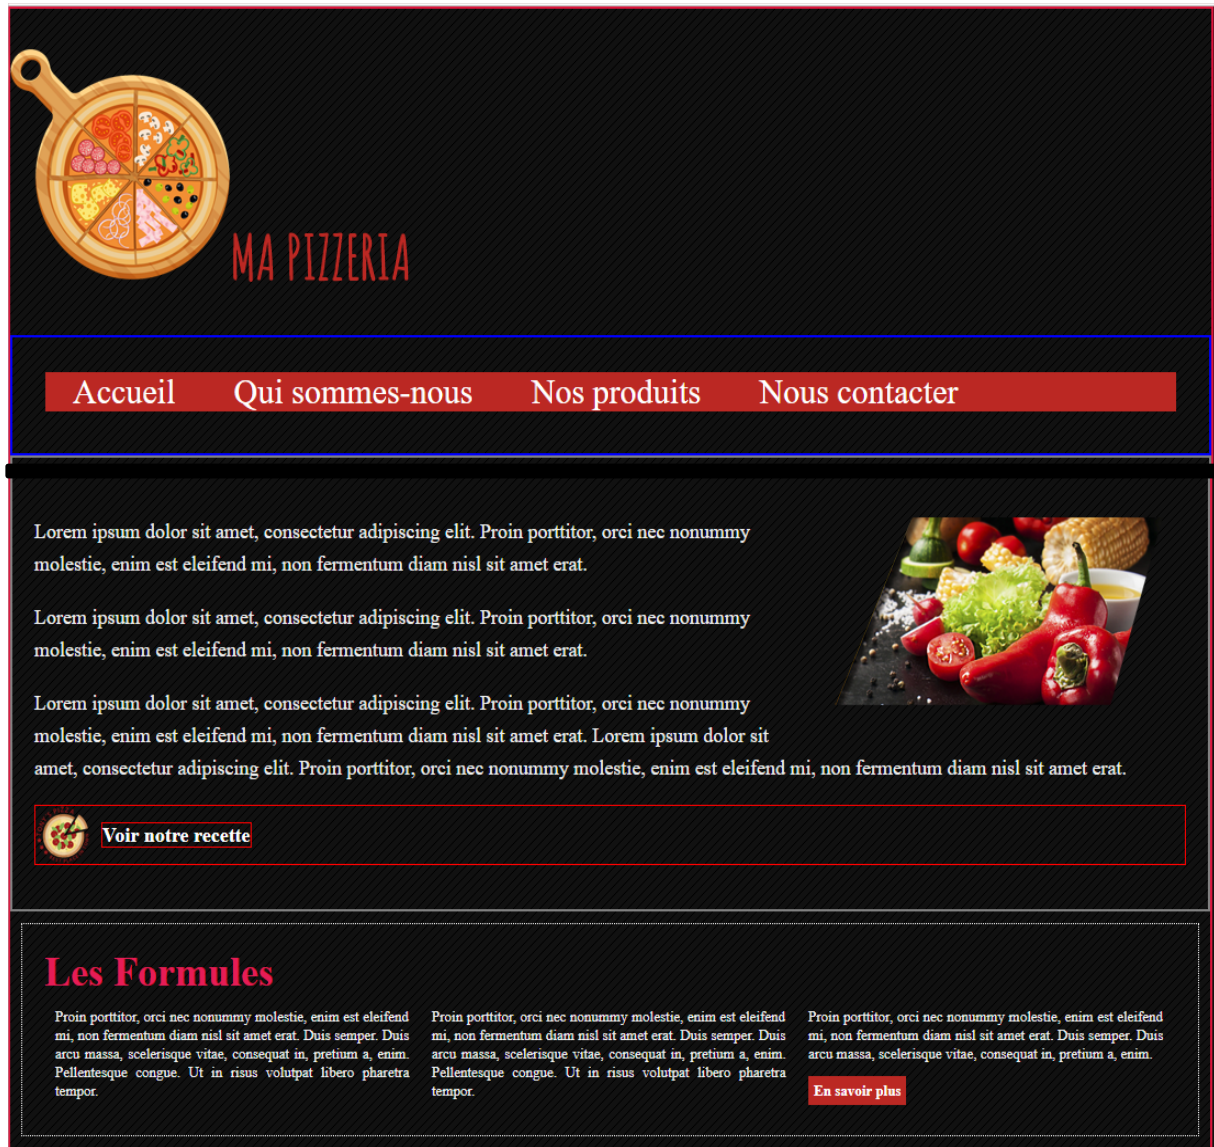 MA PIZZERIA
Accueil Qui sommes-nous Nos produits Nous contacter
Lorem ipsum dolor sit amet, consectetur adipiscing elit. Proin porttitor, orci nec nonummy
molestie, enim est eleifend mi, non fermentum diam nisl sit amet erat.
Lorem ipsum dolor sit amet, consectetur adipiscing elit. Proin porttitor, orci nec nonummy
molestie, enim est eleifend mi, non fermentum diam nisl sit amet erat.
Lorem ipsum dolor sit amet, consectetur adipiscing elit. Proin porttitor, orci nec nonummy
molestie, enim est eleifend mi, non fermentum diam nisl sit amet erat. Lorem ipsum dolor sit
amet, consectetur adipiscing elit. Proin porttitor, orci nec nonummy molestie, enim est eleifend mi, non fermentum diam nisl sit amet erat.
Voir notre recette
Les Formules
Proin porttitor, orci nec nonummy molestie, enim est eleifend
mi, non fermentum diam nisl sit amet erat. Duis semper. Duis
arcu massa, scelerisque vitae, consequat in, pretium a, enim.
Pellentesque congue. Ut in risus volutpat libero pharetra
tempor.
Proin porttitor, orci nec nonummy molestie, enim est eleifend
mi, non fermentum diam nisl sit amet erat. Duis semper. Duis
arcu massa, scelerisque vitae, consequat in, pretium a, enim.
Pellentesque congue. Ut in risus volutpat libero pharetra
tempor.
Proin porttitor, orci nec nonummy molestie, enim est eleifend
mi, non fermentum diam nisl sit amet erat. Duis semper. Duis
arcu massa, scelerisque vitae, consequat in, pretium a, enim.
En savoir plus